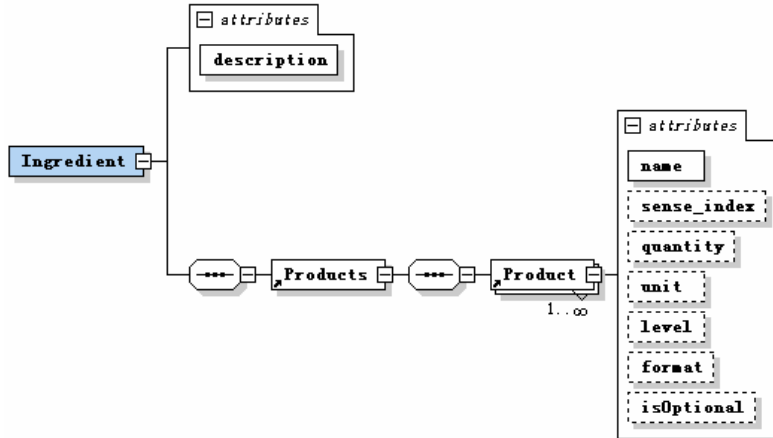 attributes
description
Ingredient
attributes
name
sense_index
quantity
unit
level
format
isOptional
Products
Product
1..∞